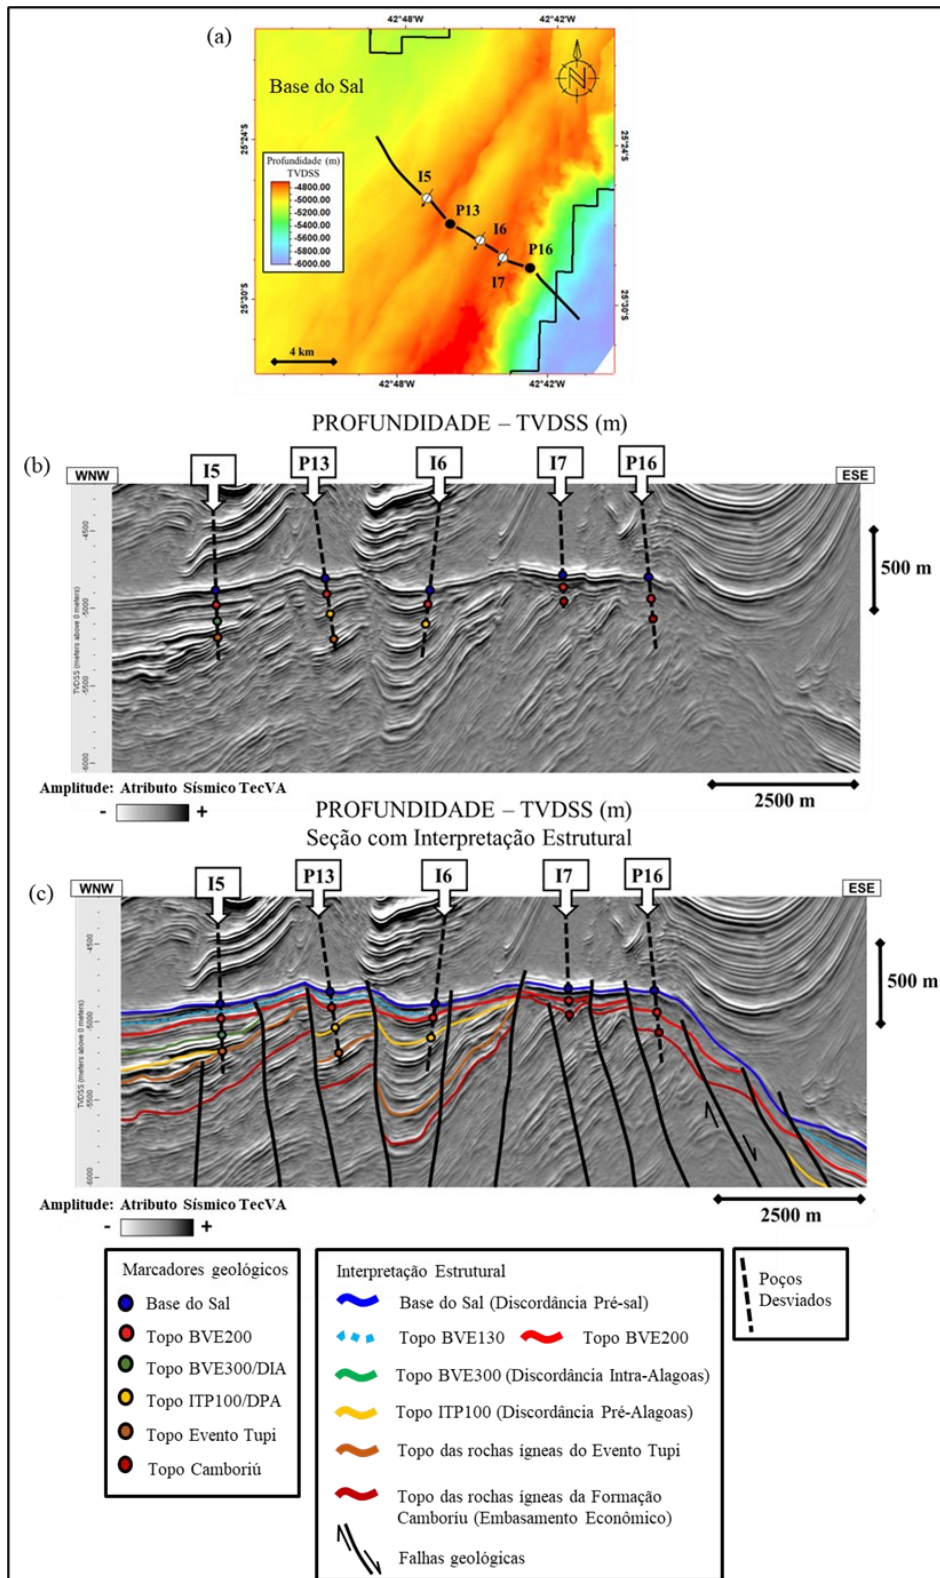 (a)
42°48'W
42°42'W
Base do Sal
N
25°24'S
25°24'S
Profundidade (m)
TVDSS
-4800.00
-5000.00
-5200.00
-5400.00
-5600.00
-5800.00
-6000.00
I5
P13
I6
P16
I7
25°30'S
25°30'S
4 km
42°48'W
42°42'W
PROFUNDIDADE – TVDSS (m)
(b)
WNW
I5
P13
I6
I7
P16
ESE
-4500
-5000
-5500
-6000
TVDSS (meters above 0 meters)
500 m
Amplitude: Atributo Sísmico TecVA
- +
2500 m
PROFUNDIDADE – TVDSS (m)
Seção com Interpretação Estrutural
(c)
WNW
I5
P13
I6
I7
P16
ESE
-4500
-5000
-5500
-6000
TVDSS (meters above 0 meters)
500 m
Amplitude: Atributo Sísmico TecVA
- +
2500 m
Marcadores geológicos
Base do Sal
Topo BVE200
Topo BVE300/DIA
Topo ITP100/DPA
Topo Evento Tupi
Topo Camboriú
Interpretação Estrutural
Base do Sal (Discordância Pré-sal)
Topo BVE130 Topo BVE200
Topo BVE300 (Discordância Intra-Alagoas)
Topo ITP100 (Discordância Pré-Alagoas)
Topo das rochas ígneas do Evento Tupi
Topo das rochas ígneas da Formação
Camboriu (Embasamento Econômico)
Falhas geológicas
Poços
Desviados